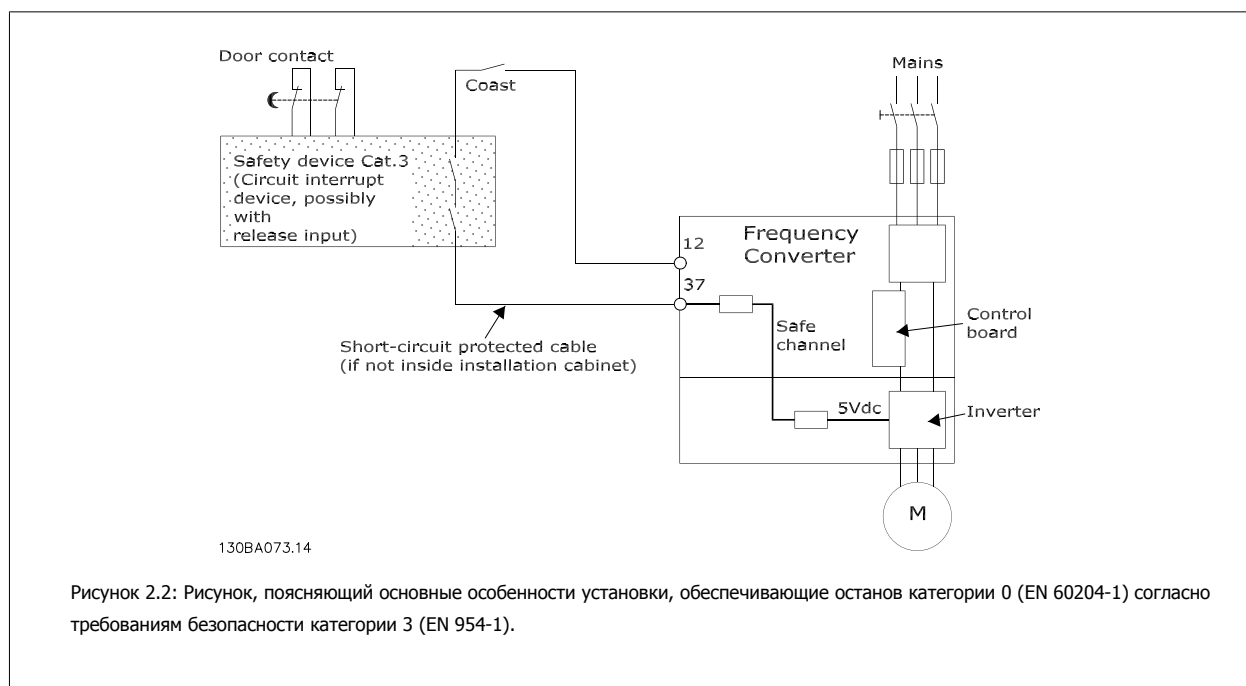 Door contact
Mains
Coast
Safety device Cat.3
(Circuit interrupt
device, possibly
with
release input)
12
Frequency
Converter
37
Safe
channel
Control
board
Short-circuit protected cable
(if not inside installation cabinet)
5Vdc
Inverter
M
130BA073.14
Рисунок 2.2: Рисунок, поясняющий основные особенности установки, обеспечивающие останов категории 0 (EN 60204-1) согласно
требованиям безопасности категории 3 (EN 954-1).